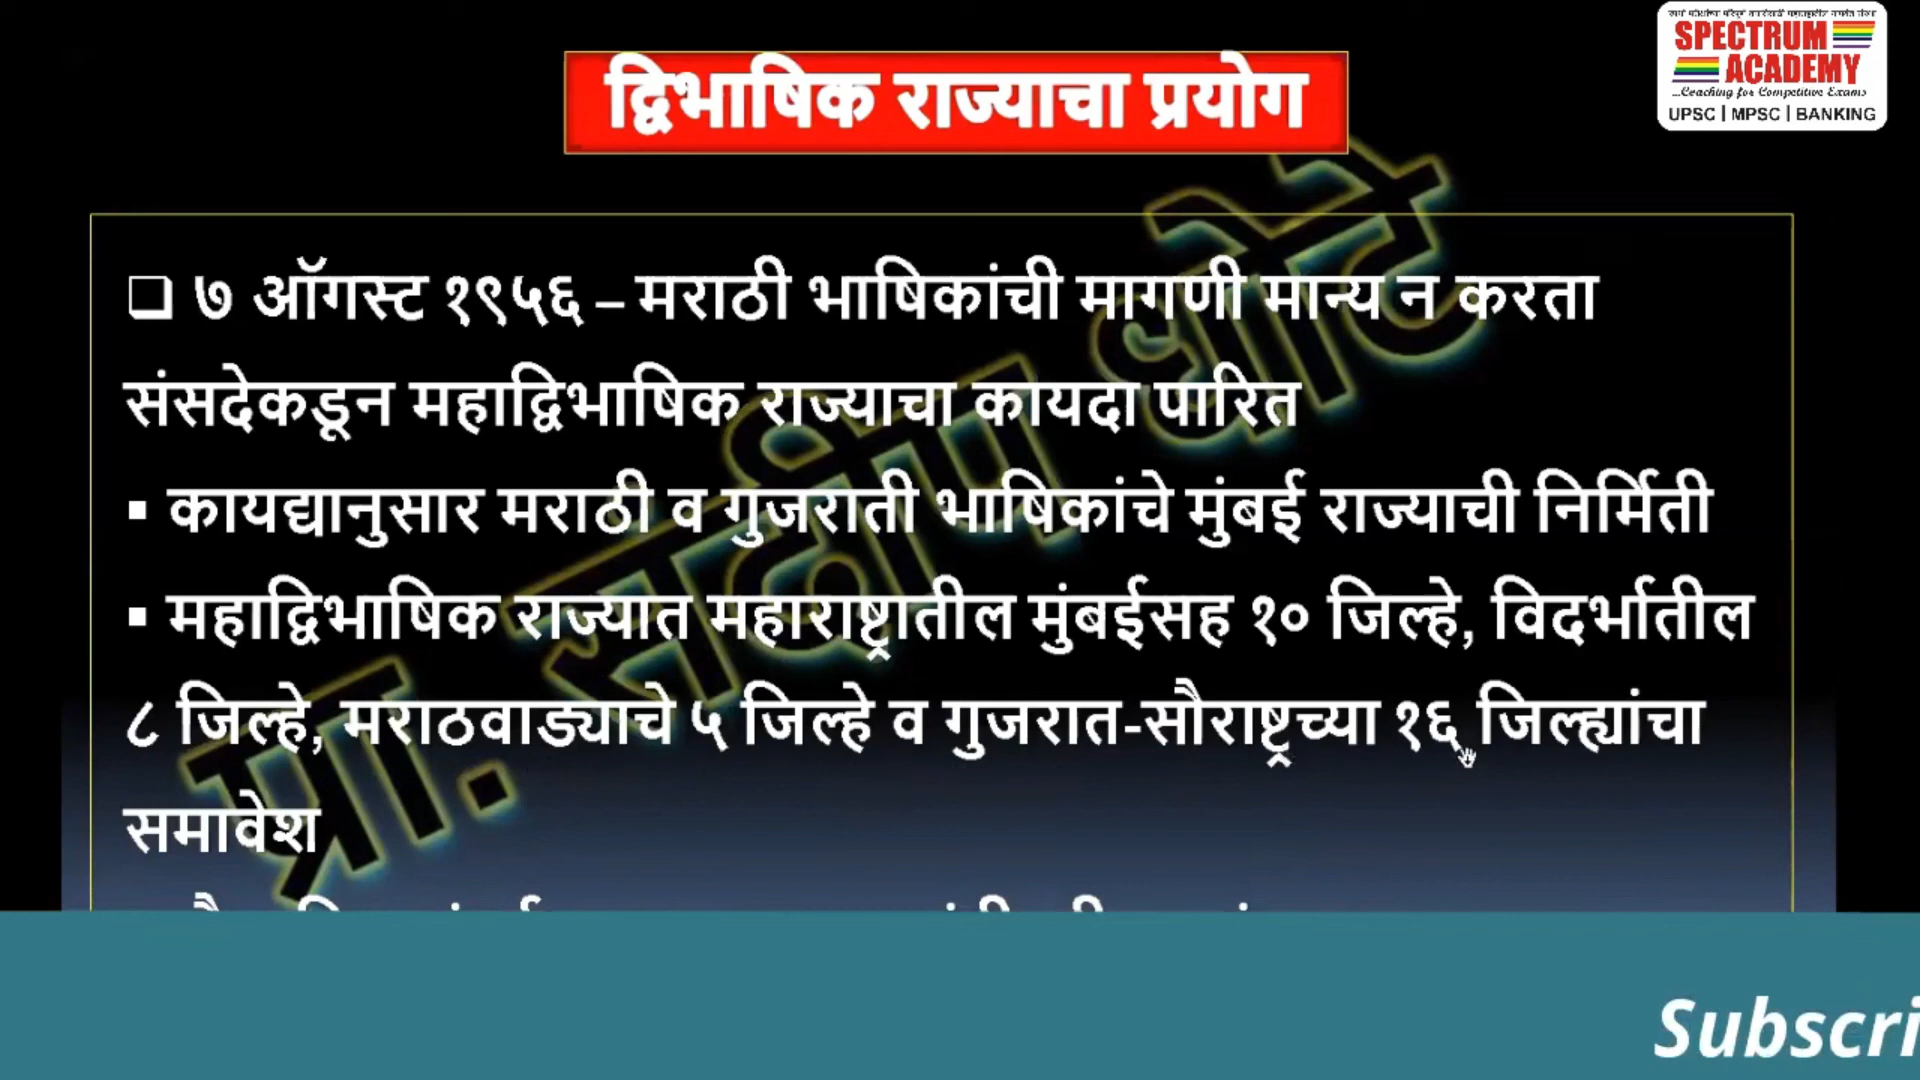 SPECTRUM
ACADEMY
...Coaching for Competitive Exams
UPSC | MPSC | BANKING
द्विभाषिक राज्याचा प्रयोग
❑ ७ ऑगस्ट १९५६ – मराठी भाषिकांची मागणी मान्य न करता
संसदेकडून महाद्विभाषिक राज्याचा कायदा पारित
▪ कायद्यानुसार मराठी व गुजराती भाषिकांचे मुंबई राज्याची निर्मिती
▪ महाद्विभाषिक राज्यात महाराष्ट्रातील मुंबईसह १० जिल्हे, विदर्भातील
८ जिल्हे, मराठवाड्याचे ५ जिल्हे व गुजरात-सौराष्ट्रच्या १६ जिल्ह्यांचा
समावेश
प्रा. संदीप धोटे
Subscri